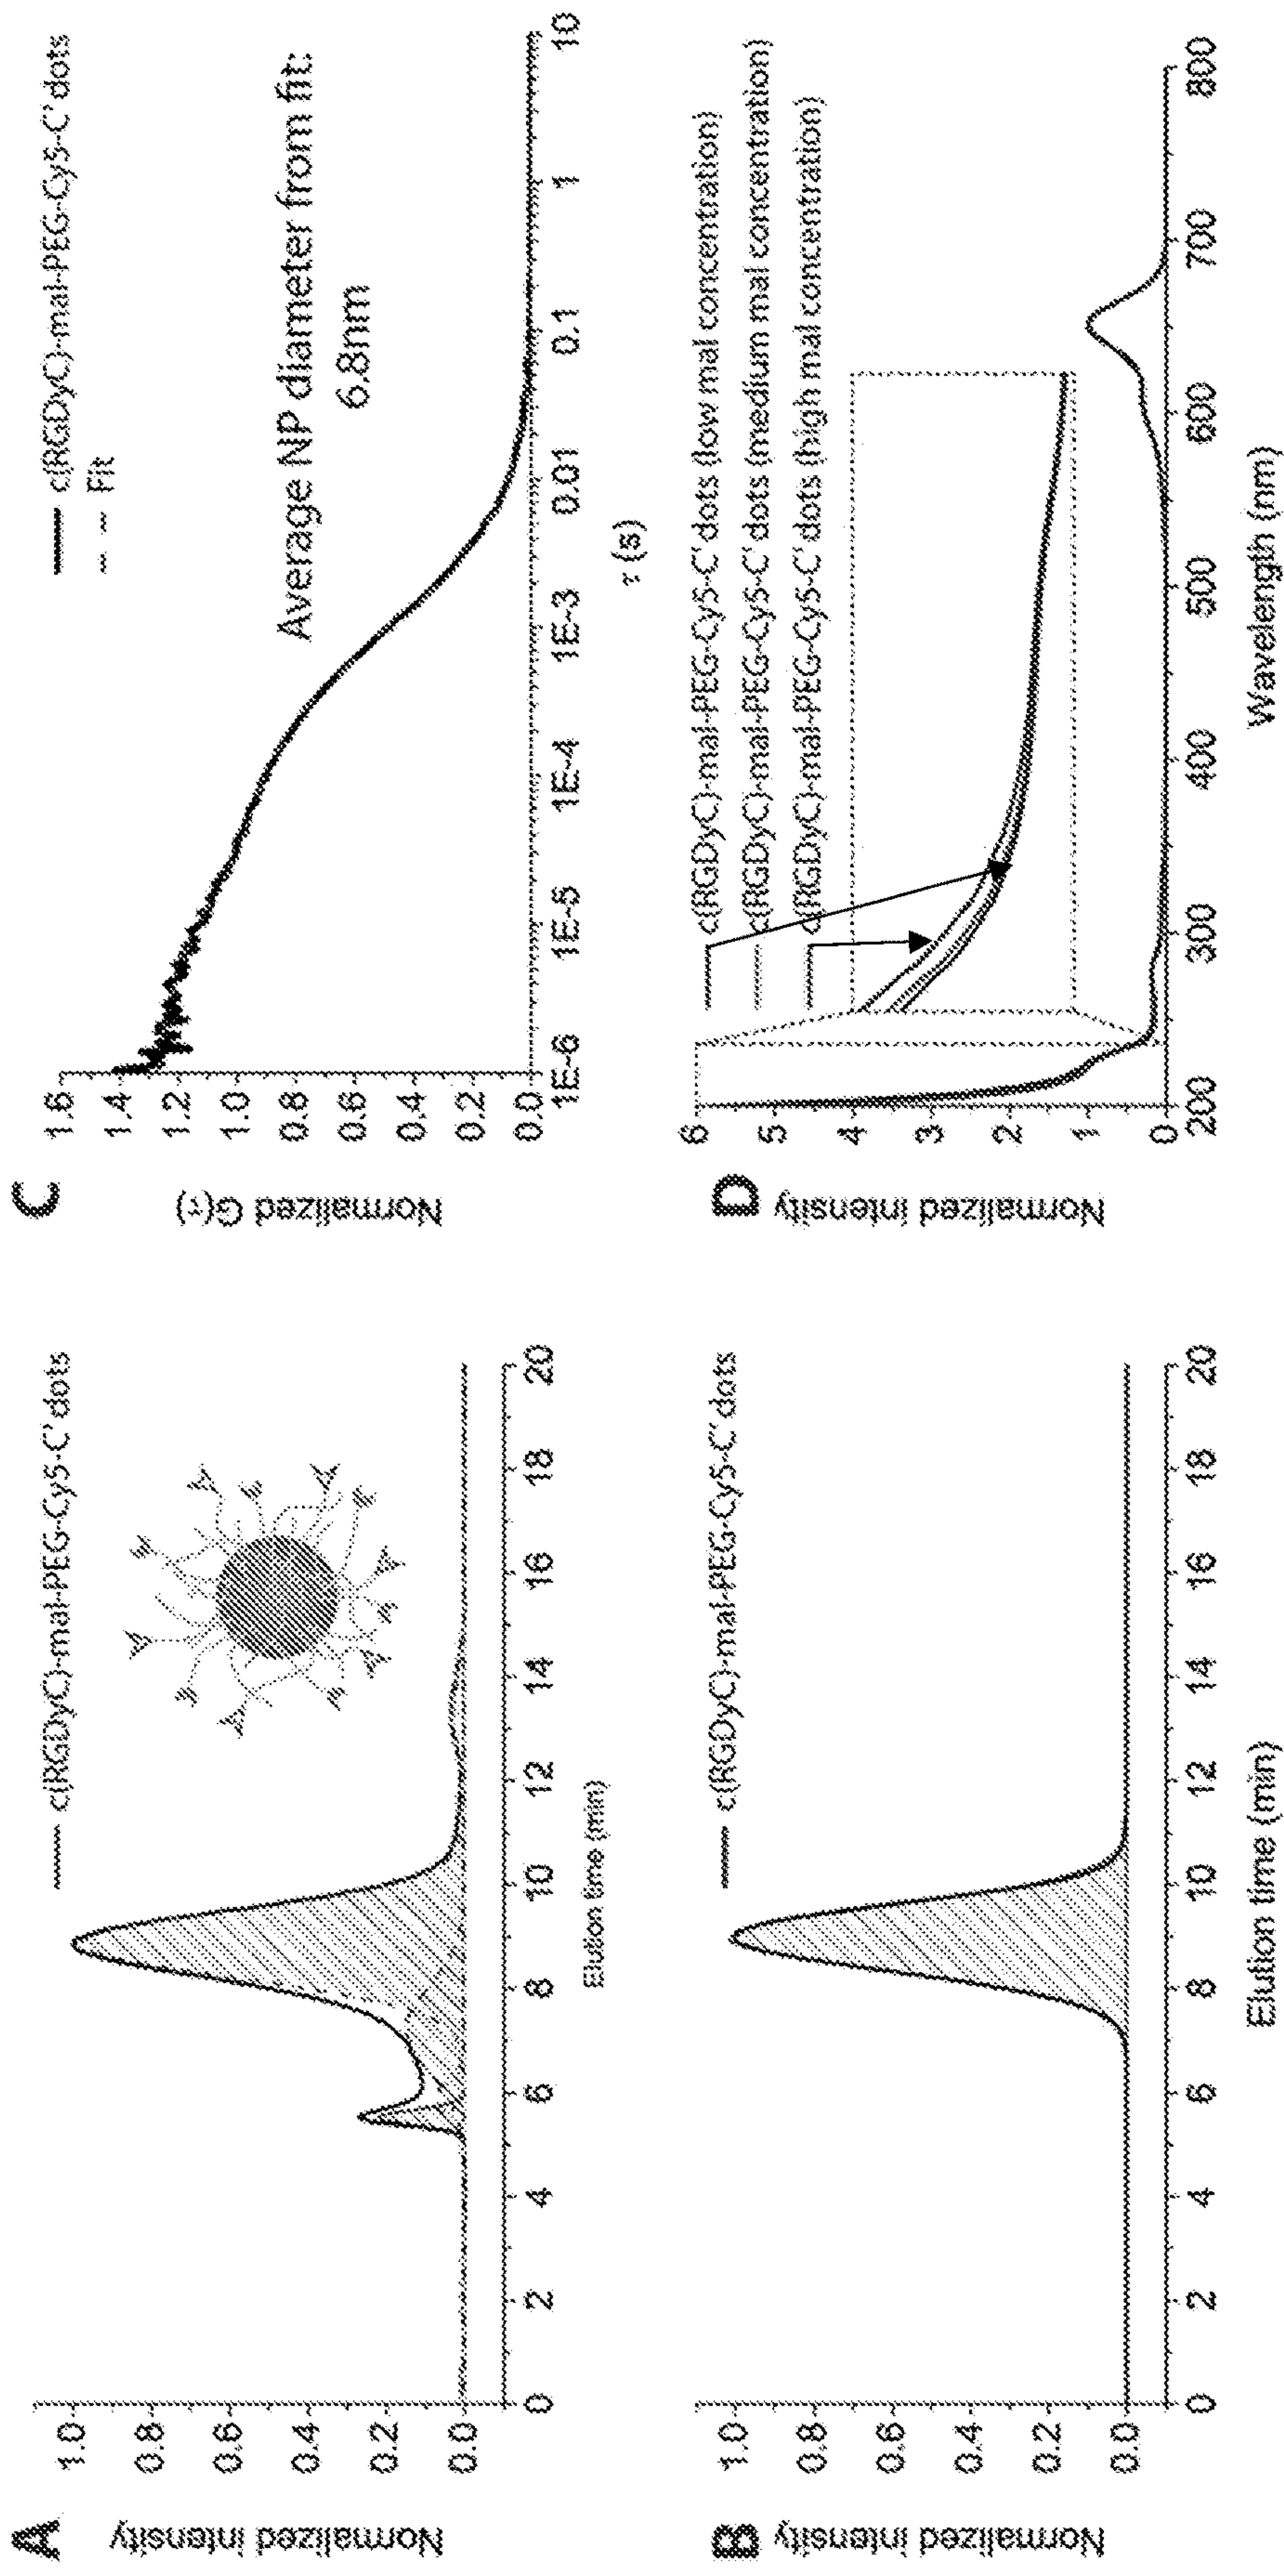 A
Normalized intensity
1.0
0.8
0.6
0.4
0.2
0.0
0 2 4 6 8 10 12 14 16 18 20
Elution time (min)
c(RGDyC)-mal-PEG-Cy5-C' dots
B
Normalized intensity
1.0
0.8
0.6
0.4
0.2
0.0
0 2 4 6 8 10 12 14 16 18 20
Elution time (min)
c(RGDyC)-mal-PEG-Cy5-C' dots
C
Normalized G(τ)
1.6
1.4
1.2
1.0
0.8
0.6
0.4
0.2
0.0
1E-6 1E-5 1E-4 1E-3 0.01 0.1 1 10
τ (s)
c(RGDyC)-mal-PEG-Cy5-C' dots
Fit
Average NP diameter from fit:
6.8nm
D
Normalized intensity
6
5
4
3
2
1
0
200 300 400 500 600 700 800
Wavelength (nm)
c(RGDyC)-mal-PEG-Cy5-C' dots (low mal concentration)
c(RGDyC)-mal-PEG-Cy5-C' dots (medium mal concentration)
c(RGDyC)-mal-PEG-Cy5-C' dots (high mal concentration)